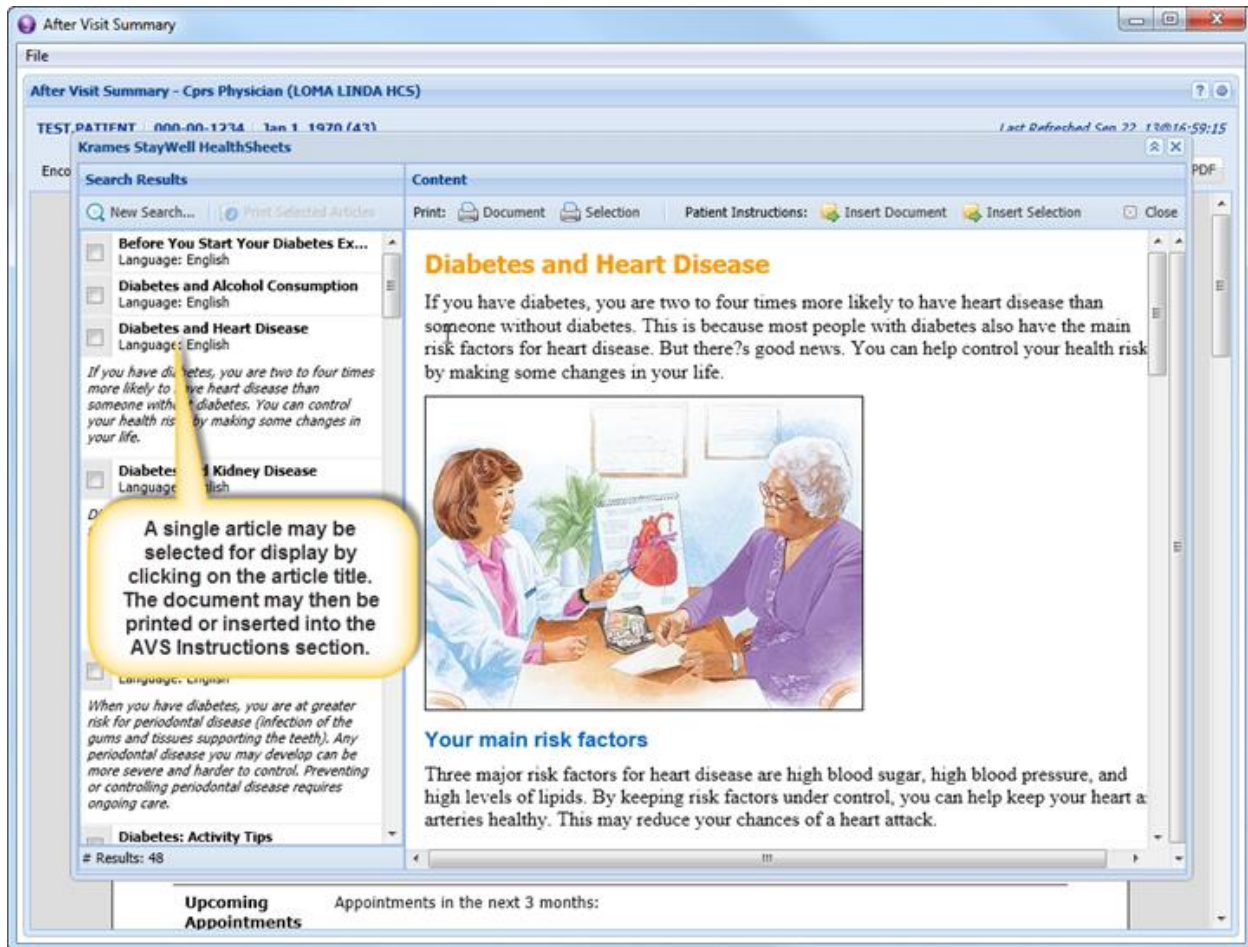 After Visit Summary
File
After Visit Summary - Cprs Physician (LOMA LINDA HCS)
?
TEST,PATIENT 000-00-1234 Jan 1, 1970 (43)
Last Refreshed Sep 22, 13@16:59:15
Krames StayWell HealthSheets
Enco
PDF
Search Results
Content
New Search...
Print Selected Articles
Print:
Document
Selection
Patient Instructions:
Insert Document
Insert Selection
Close
Before You Start Your Diabetes Ex...
Language: English
Diabetes and Alcohol Consumption
Language: English
Diabetes and Heart Disease
Language: English
If you have diabetes, you are two to four times
more likely to have heart disease than
someone without diabetes. You can control
your health risk by making some changes in
your life.
Diabetes and Kidney Disease
Language: English
A single article may be
selected for display by
clicking on the article title.
The document may then be
printed or inserted into the
AVS Instructions section.
Language: English
When you have diabetes, you are at greater
risk for periodontal disease (infection of the
gums and tissues supporting the teeth). Any
periodontal disease you may develop can be
more severe and harder to control. Preventing
or controlling periodontal disease requires
ongoing care.
Diabetes: Activity Tips
# Results: 48
Diabetes and Heart Disease
If you have diabetes, you are two to four times more likely to have heart disease than
someone without diabetes. This is because most people with diabetes also have the main
risk factors for heart disease. But there?s good news. You can help control your health risk
by making some changes in your life.
Your main risk factors
Three major risk factors for heart disease are high blood sugar, high blood pressure, and
high levels of lipids. By keeping risk factors under control, you can help keep your heart a
arteries healthy. This may reduce your chances of a heart attack.
Upcoming
Appointments
Appointments in the next 3 months: